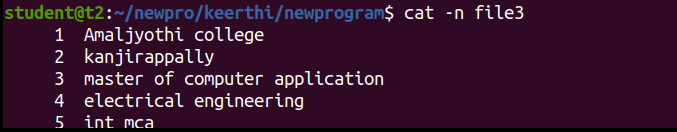 student@t2:~/newpro/keerthi/newprogram$ cat -n file3
1 Amaljyothi college
2 kanjirappally
3 master of computer application
4 electrical engineering
5 int mca